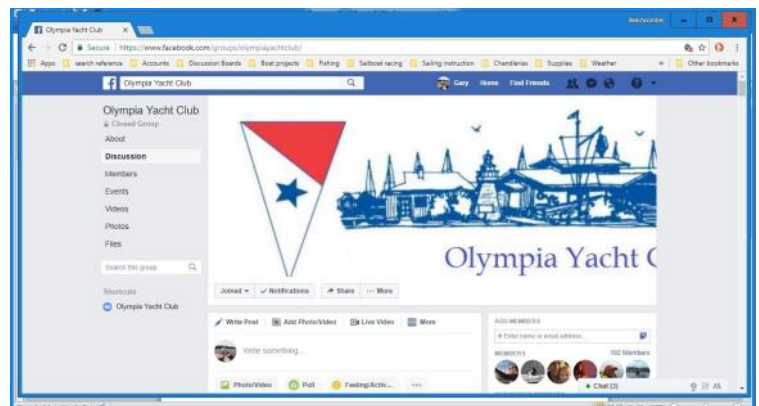 Olympia Yacht Club
Secure | https://www.facebook.com/groups/olympiayachtclub/
Apps search reference Accounts Discussion Boards Boat projects Fishing Sailboat racing Sailing instruction Chandleries Supplies Weather » Other bookmarks
Olympia Yacht Club Gary Home Find Friends
Olympia Yacht Club
Closed Group
About
Discussion
Members
Events
Videos
Photos
Files
Search this group
Shortcuts
Olympia Yacht Club
Olympia Yacht C
Joined Notifications Share More
Write Post Add Photo/Video Live Video More
Write something...
Photo/Video Poll Feeling/Activ...
ADD MEMBERS
+ Enter name or email address...
MEMBERS 192 Members
Chat (3)